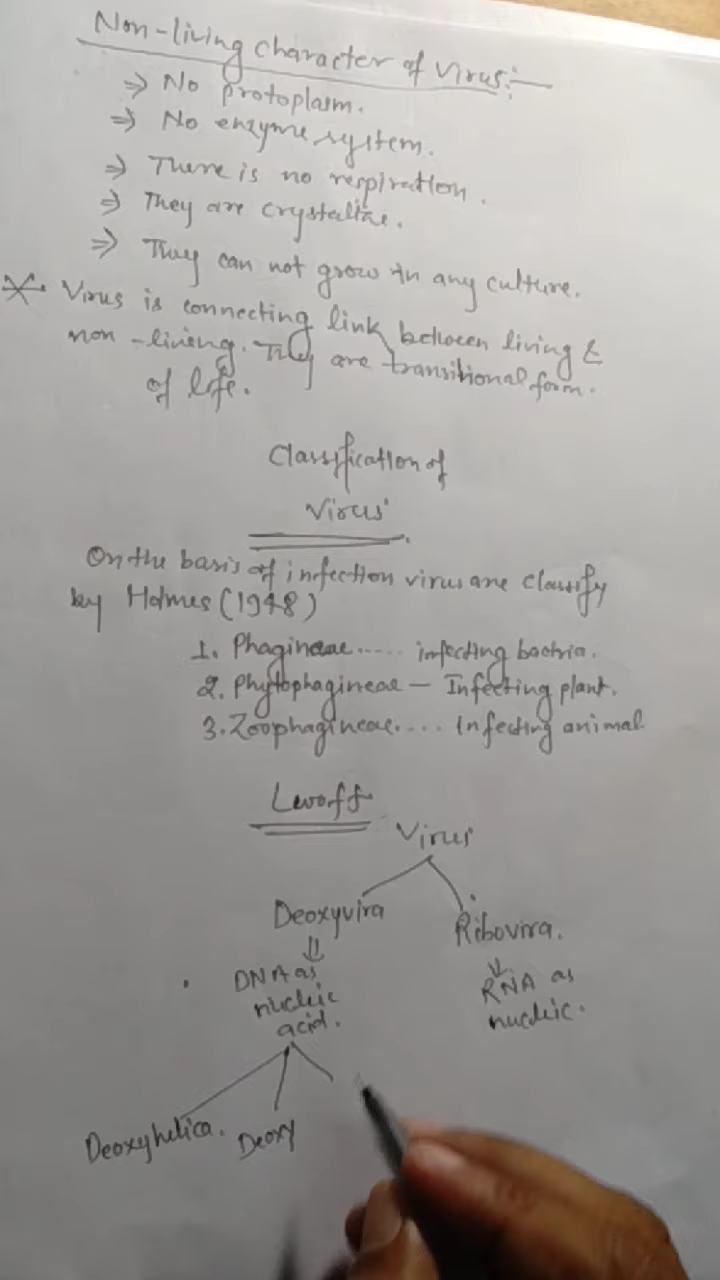 Non-living character of Virus:—
⇒ No protoplasm.
⇒ No enzyme system.
⇒ There is no respiration.
⇒ They are crystallize.
⇒ They can not grow in any culture.
Virus is connecting link between living &
non-living. They are transitional form.
of life.
Classification of
Virus
On the basis of infection virus are classify
by Holmes (1948)
1. Phagineae..... infecting bactria.
2. Phytophagineae — Infecting plant.
3. Zoophagineae.... Infecting animal
Lwoff
Virus
Deoxyvira Ribovira.
⇓ ⇓
DNA as RNA as
nucleic nucleic.
acid.
Deoxyhelica. Deoxy